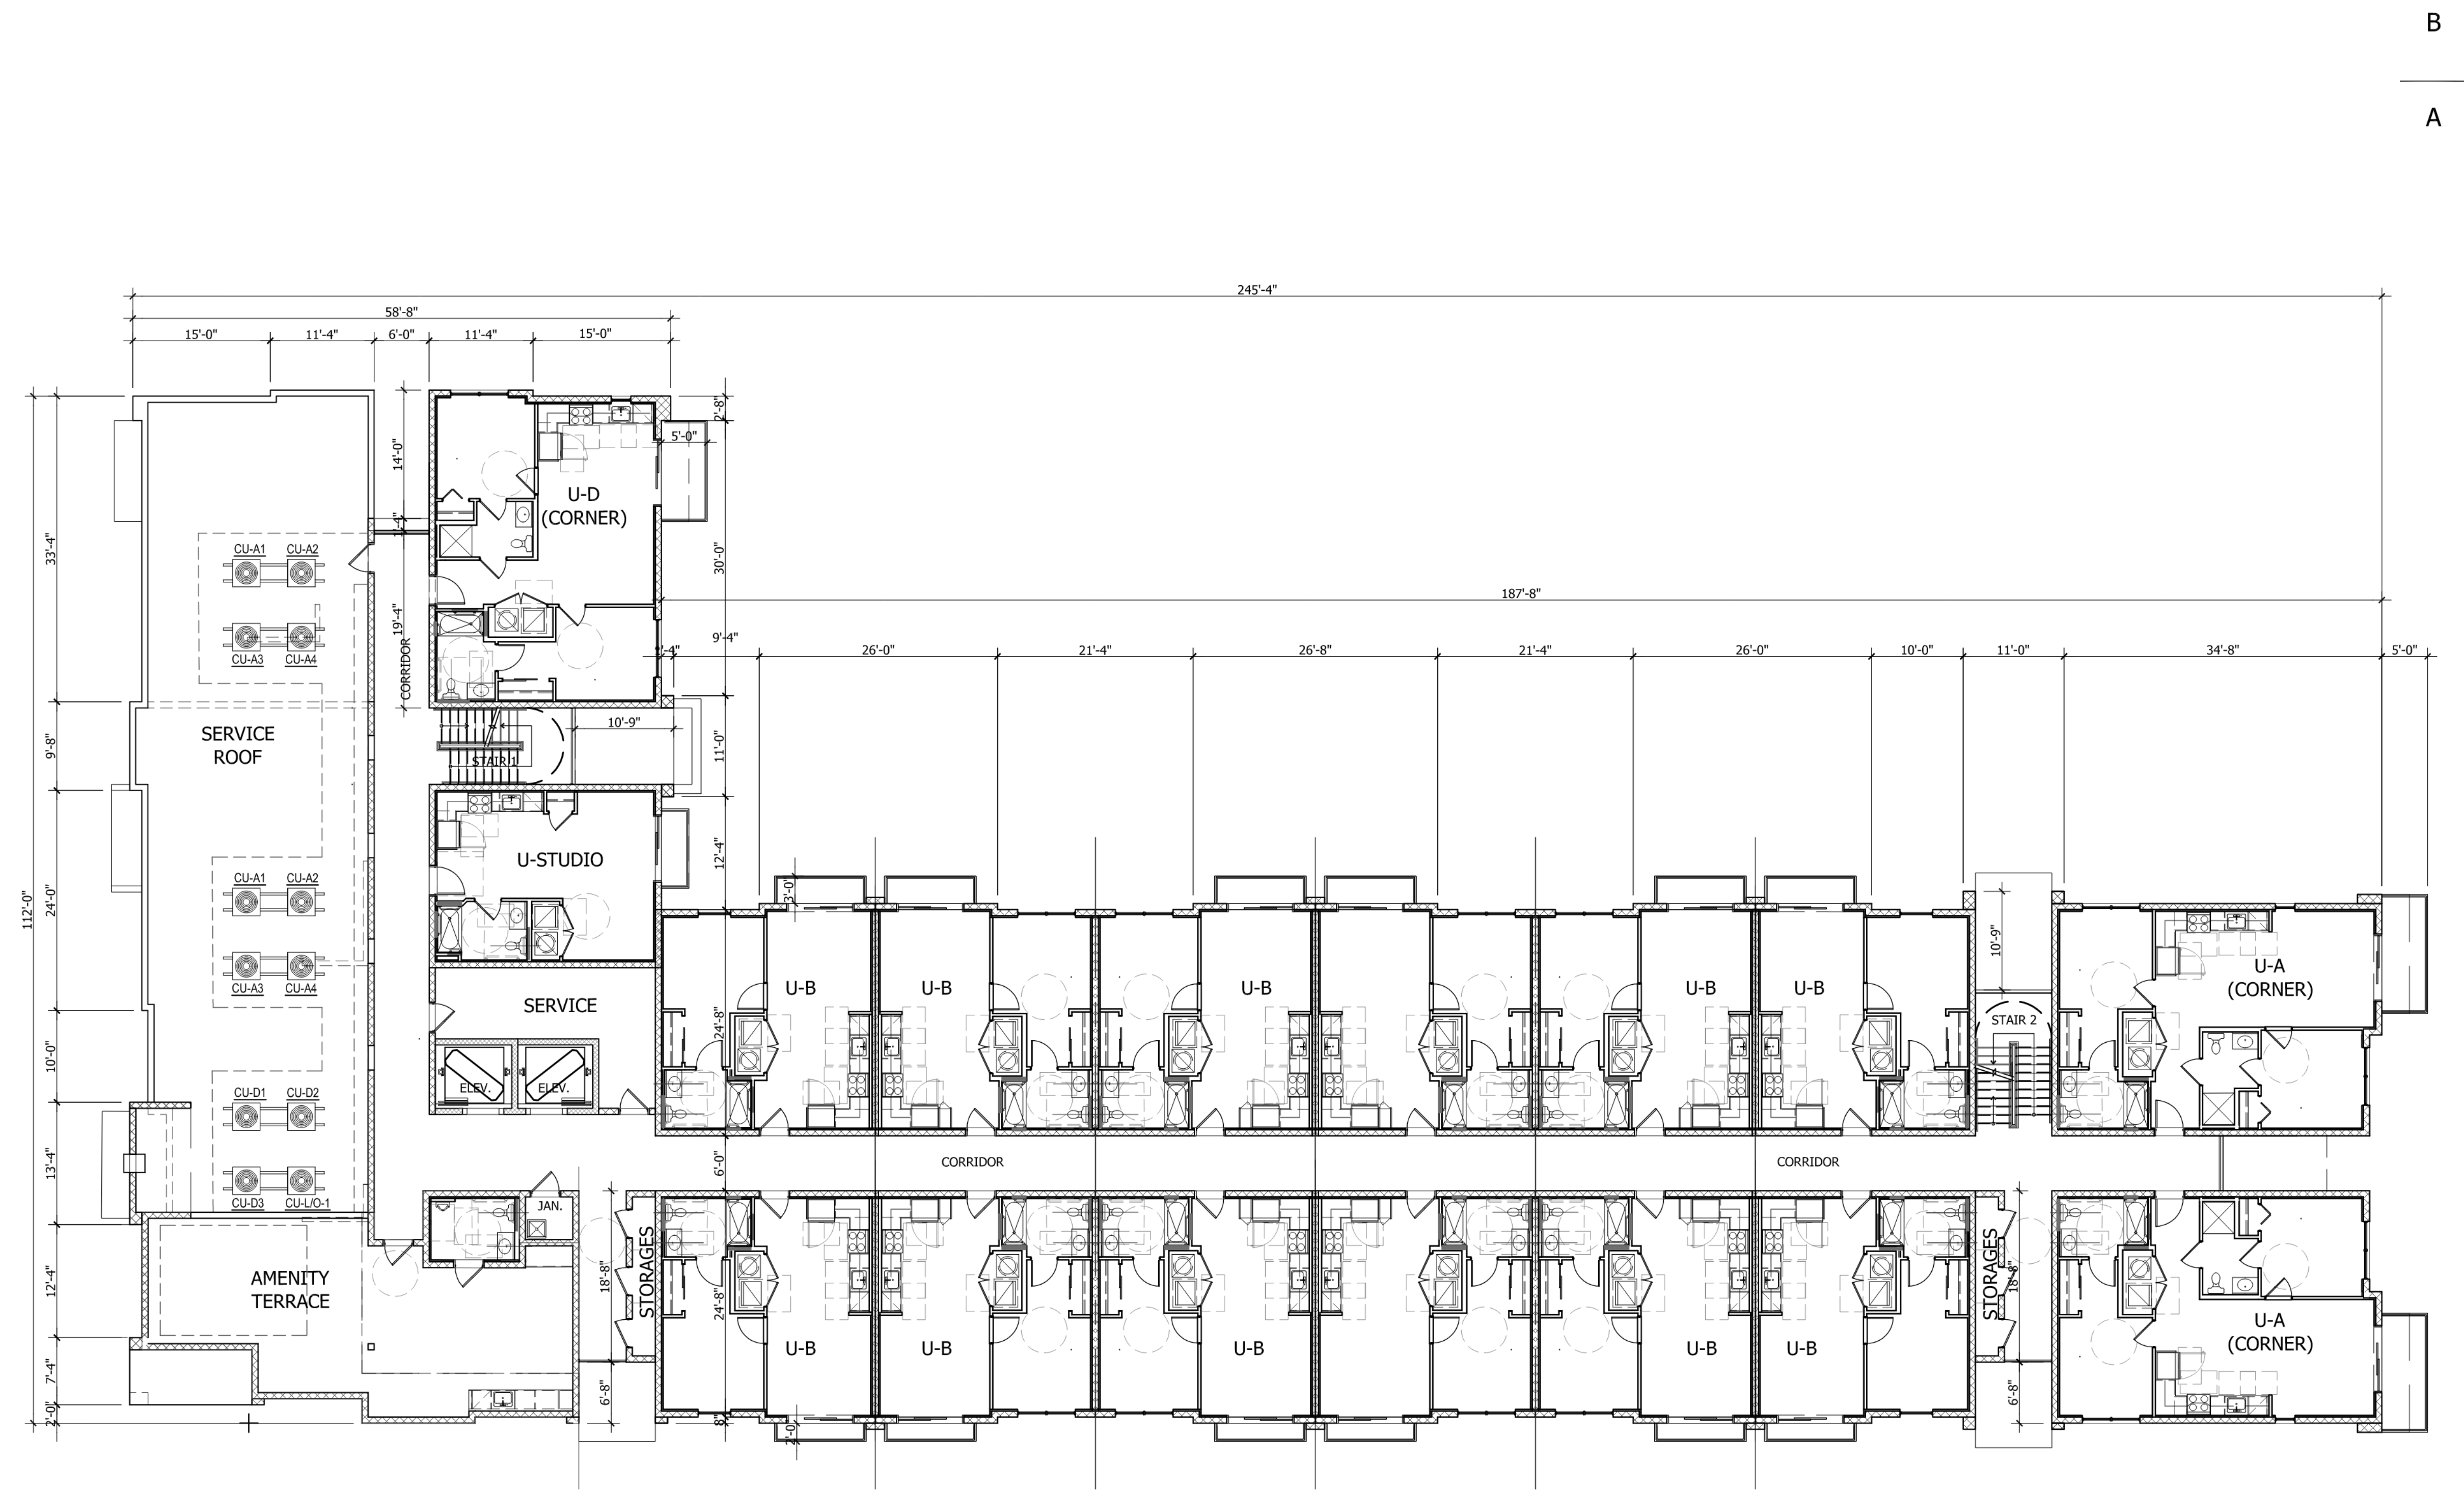 B
A
245'-4"
58'-8"
15'-0"
11'-4"
6'-0"
11'-4"
15'-0"
2'-8"
5'-0"
14'-0"
U-D
(CORNER)
1'-4"
33'-4"
30'-0"
CU-A1
CU-A2
187'-8"
19'-4"
CORRIDOR
9'-4"
CU-A3
CU-A4
26'-0"
21'-4"
26'-8"
21'-4"
26'-0"
10'-0"
11'-0"
34'-8"
5'-0"
SERVICE
ROOF
9'-8"
10'-9"
11'-0"
STAIR 1
U-STUDIO
12'-4"
112'-0"
24'-0"
CU-A1
CU-A2
3'-0"
10'-9"
CU-A3
CU-A4
SERVICE
24'-8"
U-B
U-B
U-B
U-B
U-B
U-A
(CORNER)
STAIR 2
10'-0"
ELEV.
ELEV.
CU-D1
CU-D2
13'-4"
6'-0"
CORRIDOR
CORRIDOR
CU-D3
CU-L/O-1
JAN.
AMENITY
TERRACE
12'-4"
18'-8"
STORAGES
24'-8"
STORAGES
18'-8"
U-B
U-B
U-B
U-B
U-B
U-A
(CORNER)
7'-4"
6'-8"
6'-8"
2'-0"
8"
2'-0"